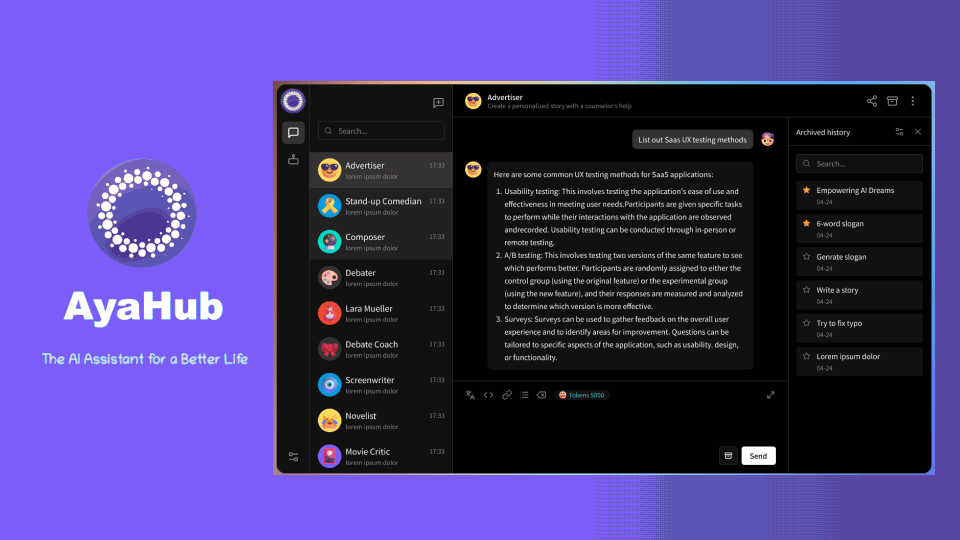 AyaHub
The AI Assistant for a Better Life
Search...
Advertiser
17:33
lorem ipsum dolor
Stand-up Comedian
17:33
lorem ipsum dolor
Composer
17:33
lorem ipsum dolor
Debater
17:33
lorem ipsum dolor
Lara Mueller
17:33
lorem ipsum dolor
Debate Coach
17:33
lorem ipsum dolor
Screenwriter
17:33
lorem ipsum dolor
Novelist
17:33
lorem ipsum dolor
Movie Critic
17:33
lorem ipsum dolor
Advertiser
Create a personalized story with a counselor's help
List out Saas UX testing methods
Here are some common UX testing methods for SaaS applications:
1. Usability testing: This involves testing the application's ease of use and
effectiveness in meeting user needs.Participants are given specific tasks
to perform while their interactions with the application are observed
andrecorded. Usability testing can be conducted through in-person or
remote testing.
2. A/B testing: This involves testing two versions of the same feature to see
which performs better. Participants are randomly assigned to either the
control group (using the original feature) or the experimental group
(using the new feature), and their responses are measured and analyzed
to determine which version is more effective.
3. Surveys: Surveys can be used to gather feedback on the overall user
experience and to identify areas for improvement. Questions can be
tailored to specific aspects of the application, such as usability. design,
or functionality.
Tokens 5000
Send
Archived history
Search...
Empowering AI Dreams
04-24
6-word slogan
04-24
Genrate slogan
04-24
Write a story
04-24
Try to fix typo
04-24
Lorem ipsum dolor
04-24